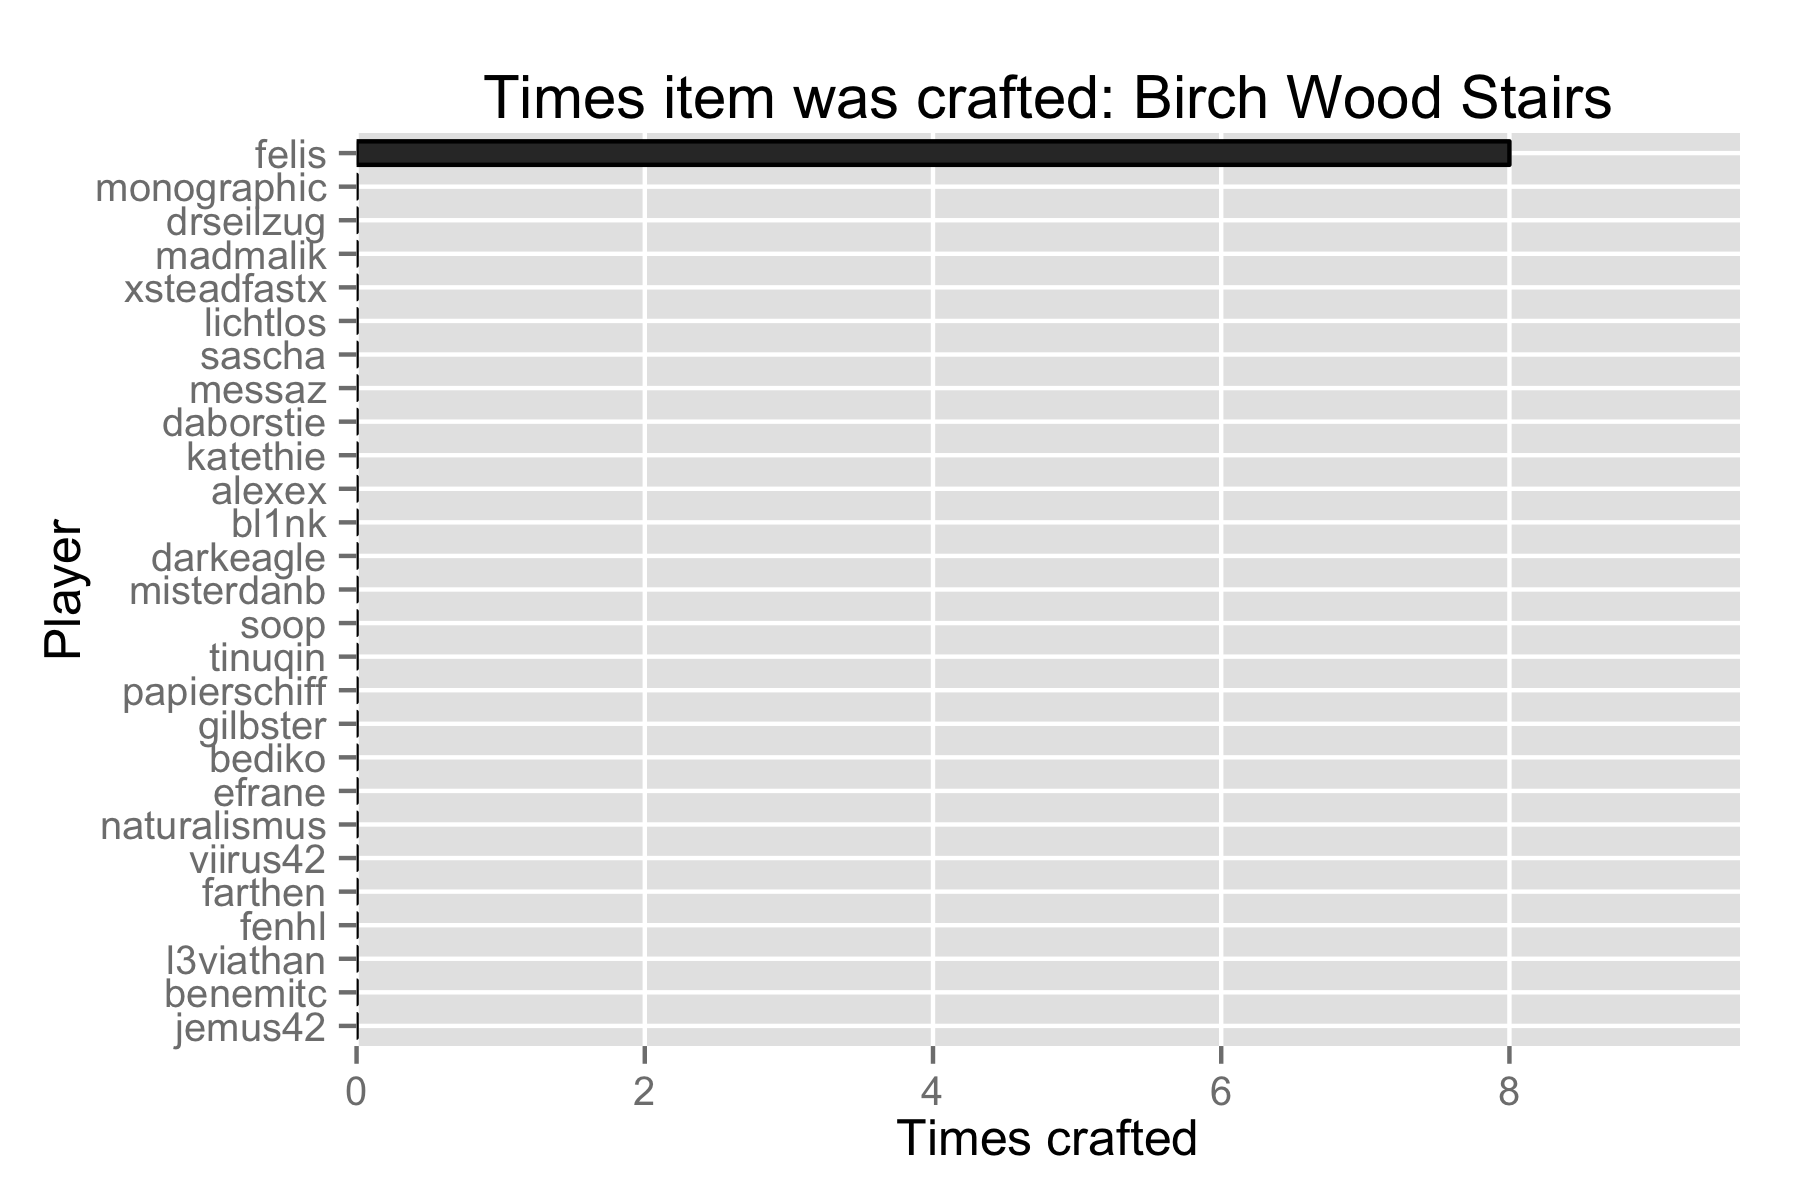 Times item was crafted: Birch Wood Stairs
felis
monographic
drseilzug
madmalik
xsteadfastx
lichtlos
sascha
messaz
daborstie
katethie
alexex
bl1nk
darkeagle
misterdanb
soop
tinuqin
papierschiff
gilbster
bediko
efrane
naturalismus
viirus42
farthen
fenhl
l3viathan
benemitc
jemus42
Player
0 2 4 6 8
Times crafted